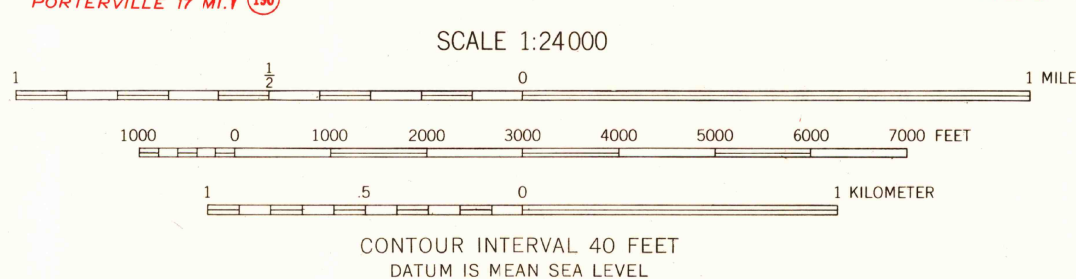 PORTERVILLE 17 MI. 190
SCALE 1:24000
1 ½ 0 1 MILE
1000 0 1000 2000 3000 4000 5000 6000 7000 FEET
1 .5 0 1 KILOMETER
CONTOUR INTERVAL 40 FEET
DATUM IS MEAN SEA LEVEL